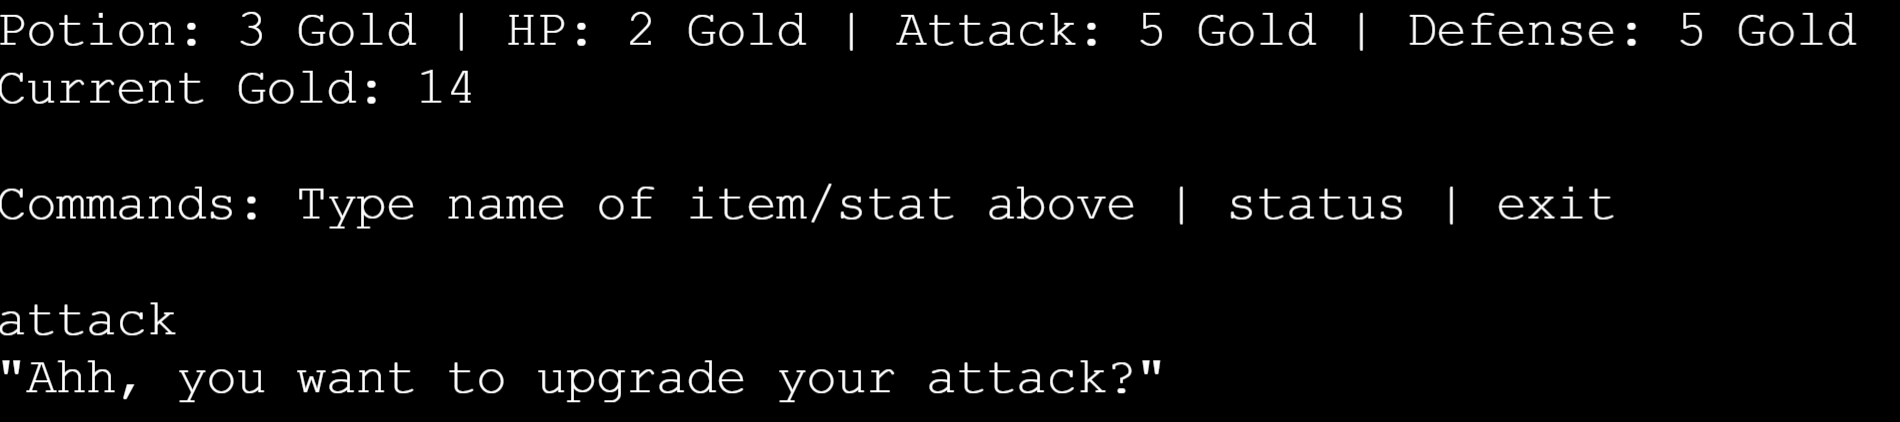 Potion: 3 Gold | HP: 2 Gold | Attack: 5 Gold | Defense: 5 Gold
Current Gold: 14
Commands: Type name of item/stat above | status | exit
attack
"Ahh, you want to upgrade your attack?"